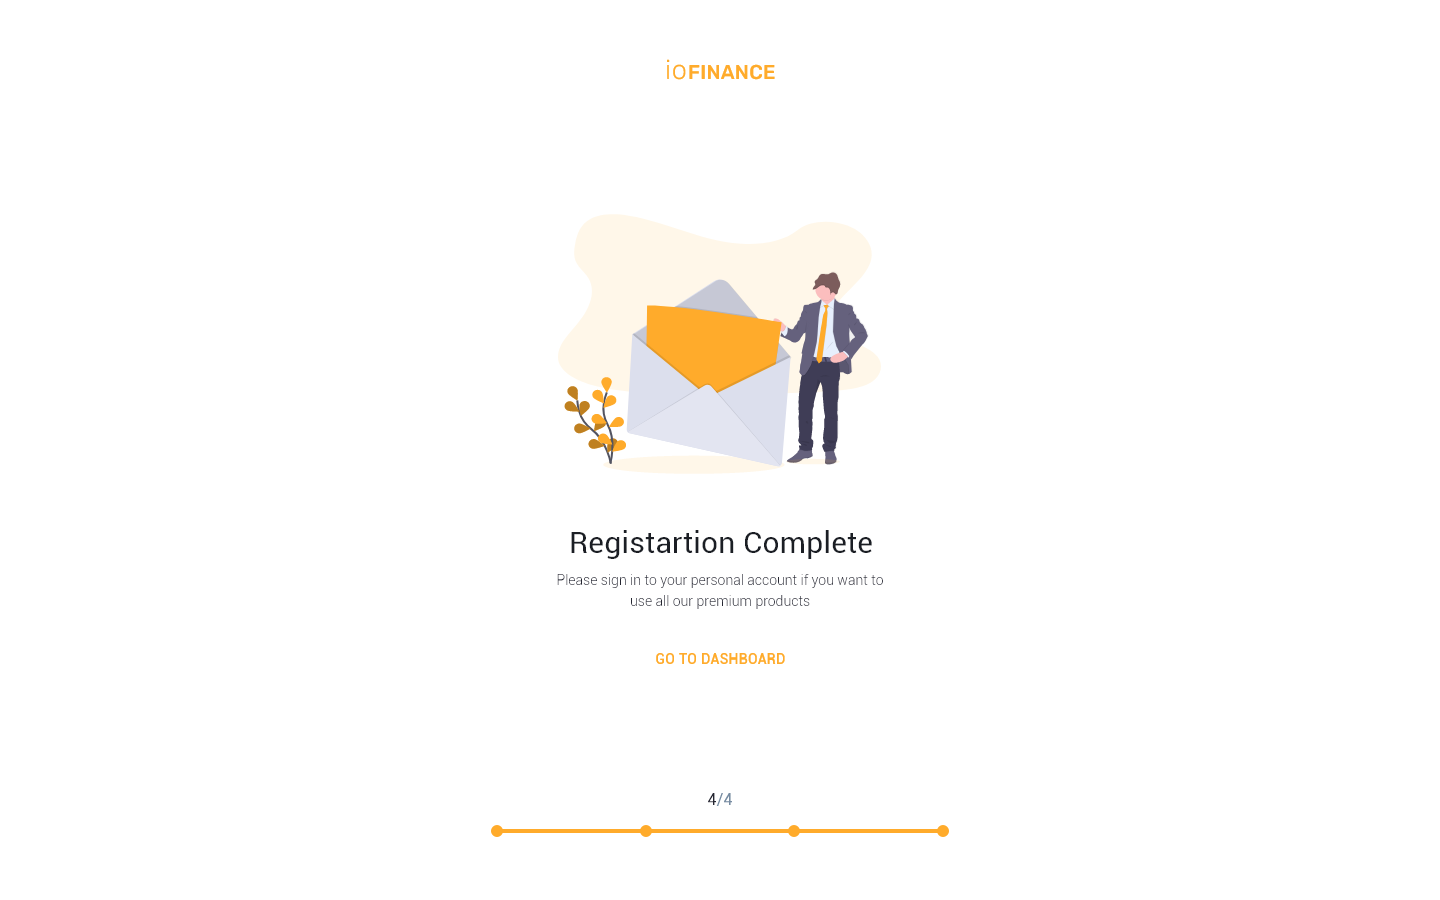 ioFINANCE
Registartion Complete
Please sign in to your personal account if you want to
use all our premium products
GO TO DASHBOARD
4/4